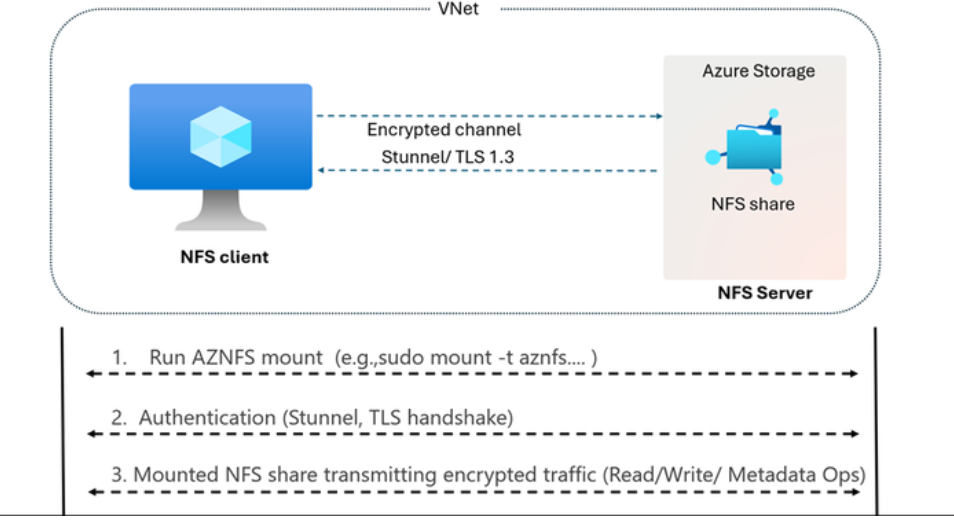 VNet
Azure Storage
Encrypted channel
Stunnel/ TLS 1.3
NFS share
NFS client
NFS Server
1. Run AZNFS mount (e.g.,sudo mount -t aznfs.... )
2. Authentication (Stunnel, TLS handshake)
3. Mounted NFS share transmitting encrypted traffic (Read/Write/ Metadata Ops)